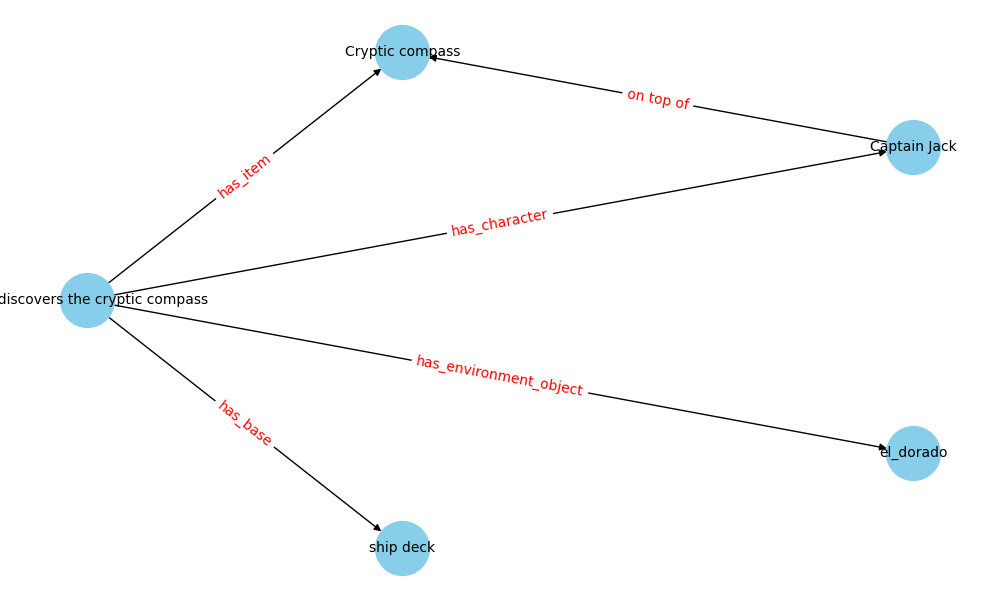 Cryptic compass
on top of
Captain Jack
has_item
has_character
discovers the cryptic compass
has_environment_object
has_base
el_dorado
ship deck